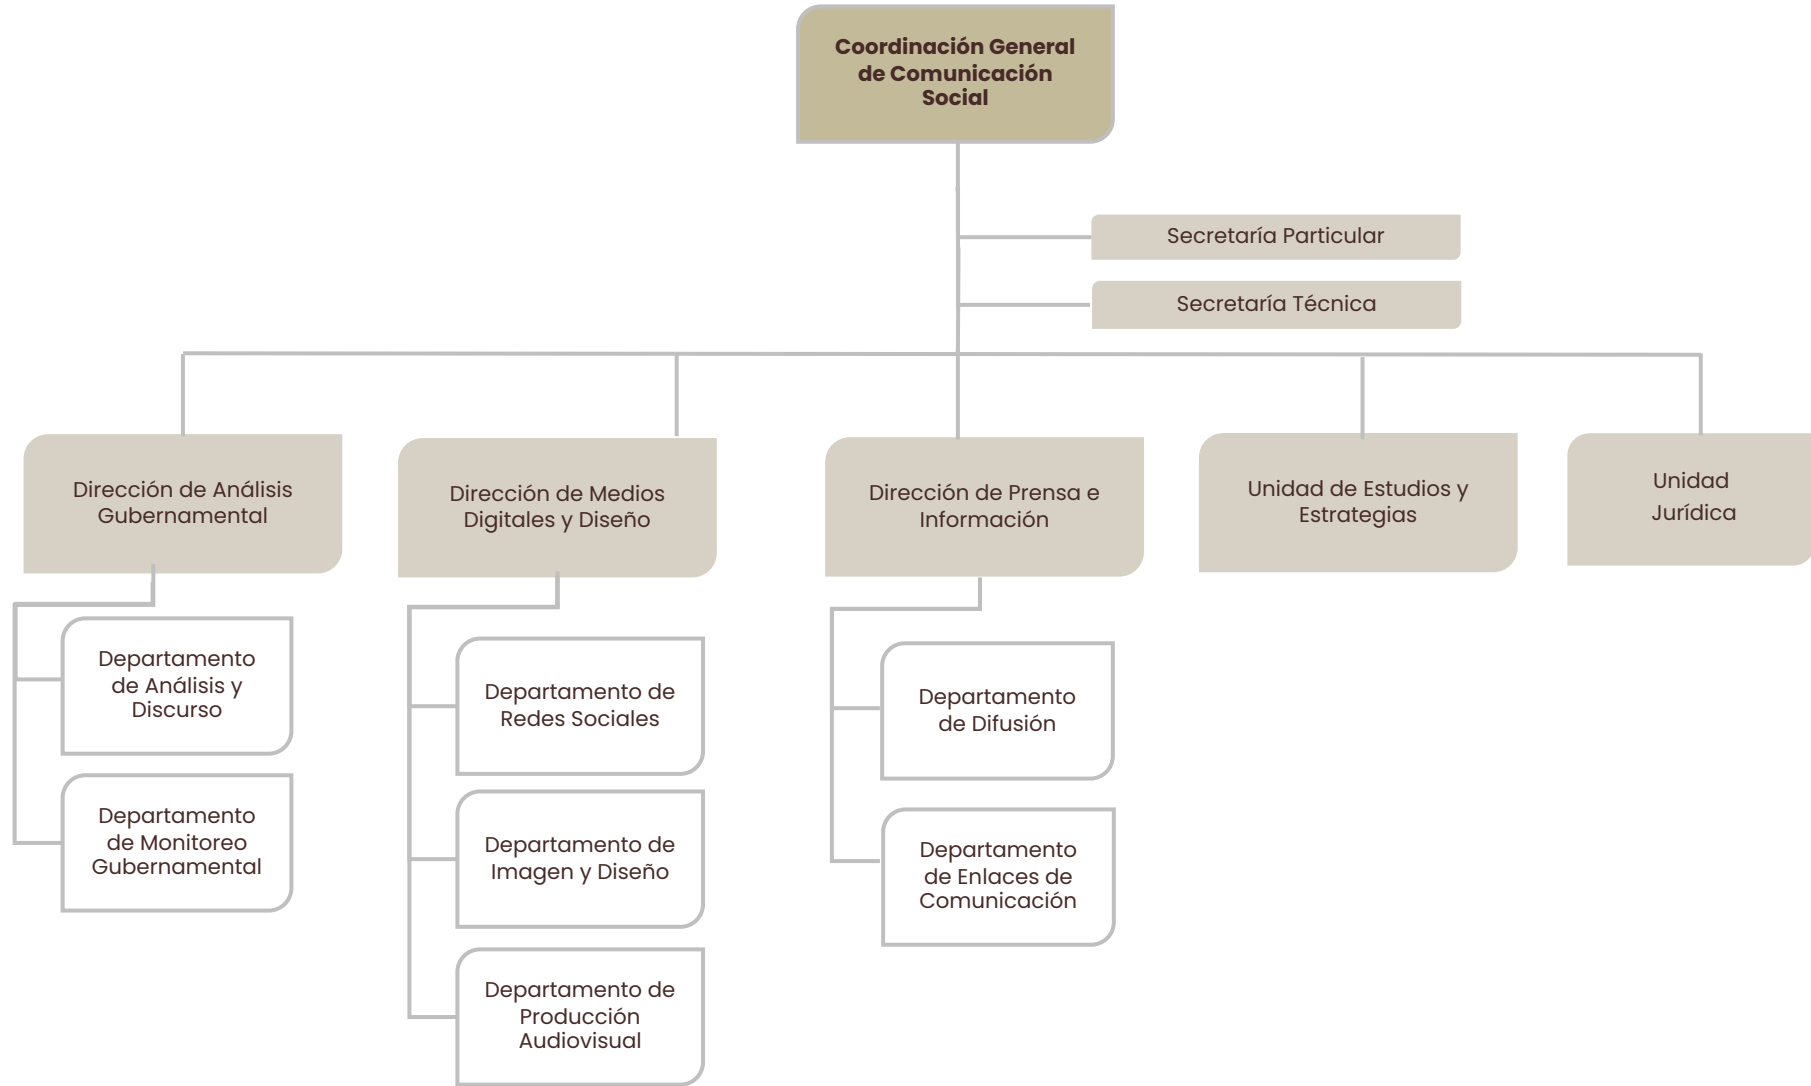 Coordinación General
de Comunicación
Social
Secretaría Particular
Secretaría Técnica
Dirección de Análisis
Gubernamental
Dirección de Medios
Digitales y Diseño
Dirección de Prensa e
Información
Unidad de Estudios y
Estrategias
Unidad
Jurídica
Departamento
de Análisis y
Discurso
Departamento
de Monitoreo
Gubernamental
Departamento de
Redes Sociales
Departamento de
Imagen y Diseño
Departamento de
Producción
Audiovisual
Departamento
de Difusión
Departamento
de Enlaces de
Comunicación